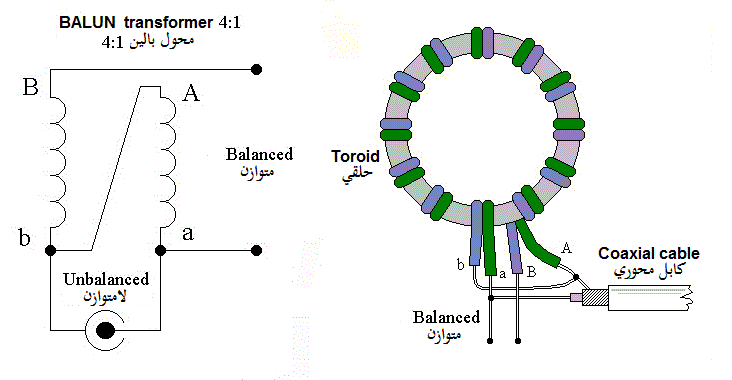 BALUN transformer 4:1
محول بالين 4:1
B
A
Balanced
متوازن
b
a
Unbalanced
لامتوازن
Toroid
حلقي
A
b
a
B
Coaxial cable
كابل محوري
Balanced
متوازن